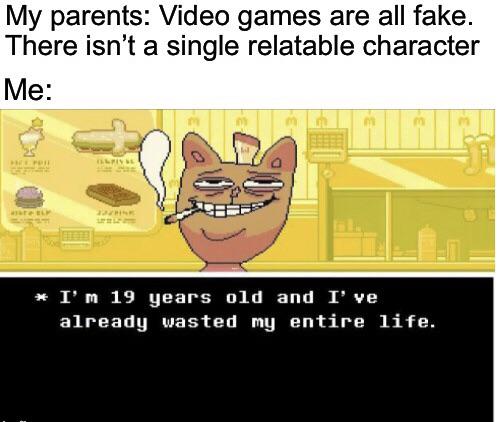 My parents: Video games are all fake.
There isn't a single relatable character
Me:
* I'm 19 years old and I've
already wasted my entire life.